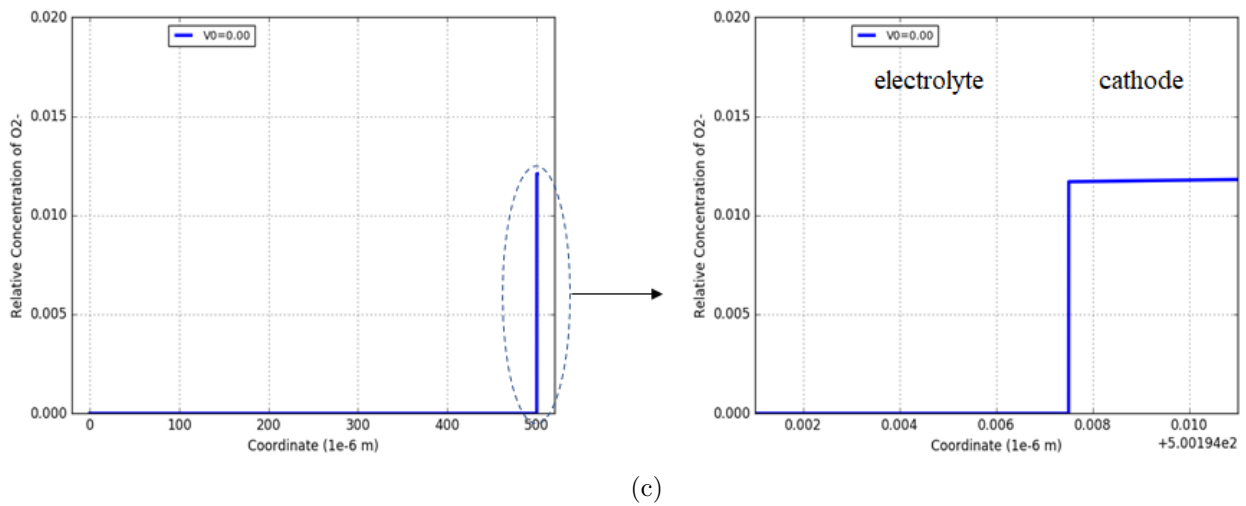 0.020
0.015
0.010
0.005
0.000
Relative Concentration of O2-
V0=0.00
0
100
200
300
400
500
Coordinate (1e-6 m)
0.020
0.015
0.010
0.005
0.000
Relative Concentration of O2-
V0=0.00
electrolyte
cathode
0.002
0.004
0.006
0.008
0.010
Coordinate (1e-6 m)
+5.00194e2
(c)